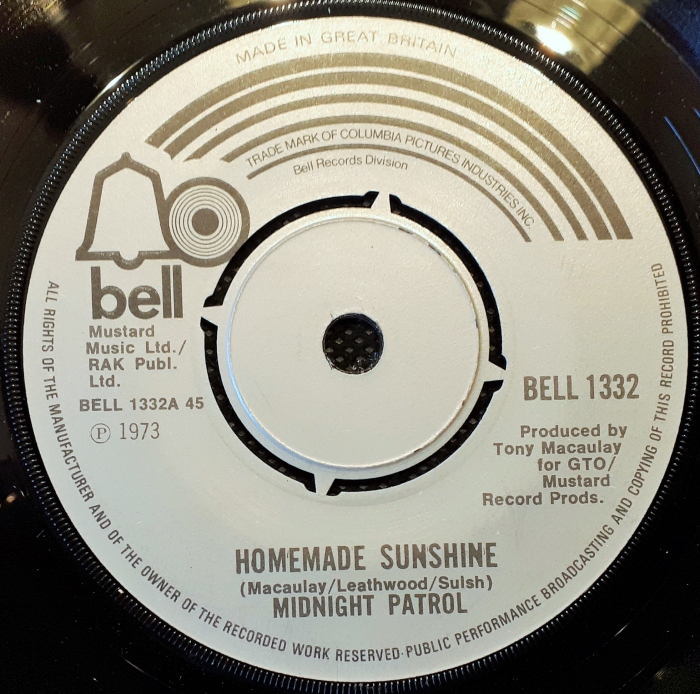 MADE IN GREAT BRITAIN
TRADE MARK OF COLUMBIA PICTURES INDUSTRIES, INC.
Bell Records Division
bell
Mustard
Music Ltd./
RAK Publ.
Ltd.
BELL 1332A 45
Ⓟ 1973
BELL 1332
Produced by
Tony Macaulay
for GTO/
Mustard
Record Prods.
HOMEMADE SUNSHINE
(Macaulay/Leathwood/Sulsh)
MIDNIGHT PATROL
ALL RIGHTS OF THE MANUFACTURER AND OF THE OWNER OF THE RECORDED WORK RESERVED·PUBLIC PERFORMANCE BROADCASTING AND COPYING OF THIS RECORD PROHIBITED